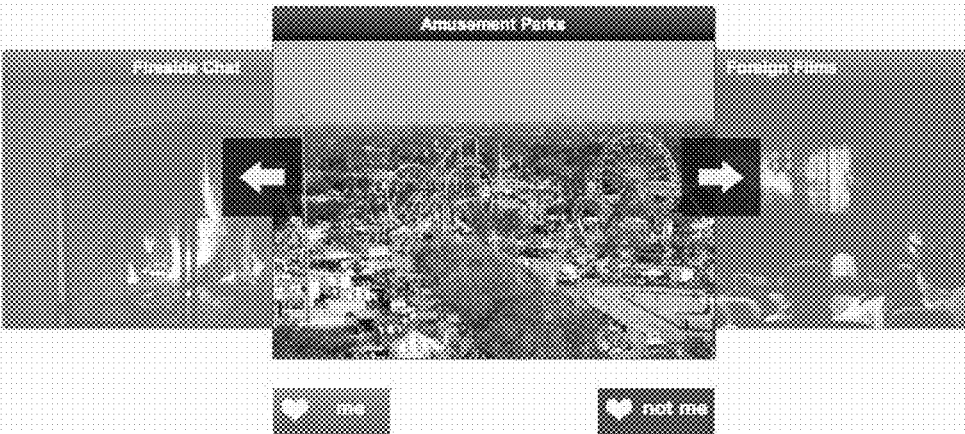 Amusement Parks
Fireside Chat
Foreign Films
me
not me